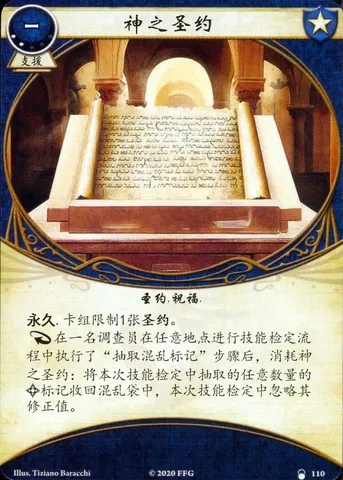 神之圣约
支援
圣约.祝福.
永久.卡组限制1张圣约。
在一名调查员在任意地点进行技能检定流
程中执行了“抽取混乱标记”步骤后，消耗神
之圣约：将本次技能检定中抽取的任意数量的
标记收回混乱袋中，本次技能检定中忽略其
修正值。
Illus. Tiziano Baracchi
© 2020 FFG
110